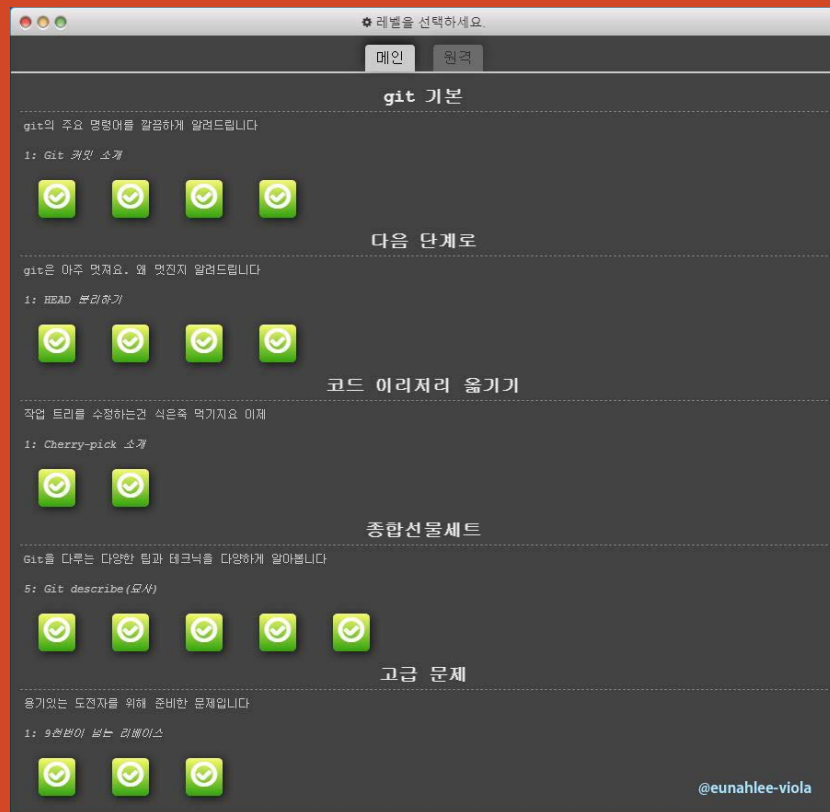 레벨을 선택하세요.
메인 원격
git 기본
git의 주요 명령어를 깔끔하게 알려드립니다
1: Git 커밋 소개
다음 단계로
git은 아주 멋져요. 왜 멋진지 알려드립니다
1: HEAD 분리하기
코드 이리저리 옮기기
작업 트리를 수정하는건 식은죽 먹기지요 이제
1: Cherry-pick 소개
종합선물세트
Git을 다루는 다양한 팁과 테크닉을 다양하게 알아봅니다
5: Git describe(묘사)
고급 문제
용기있는 도전자를 위해 준비한 문제입니다
1: 9천번이 넘는 리베이스
@eunahlee-viola